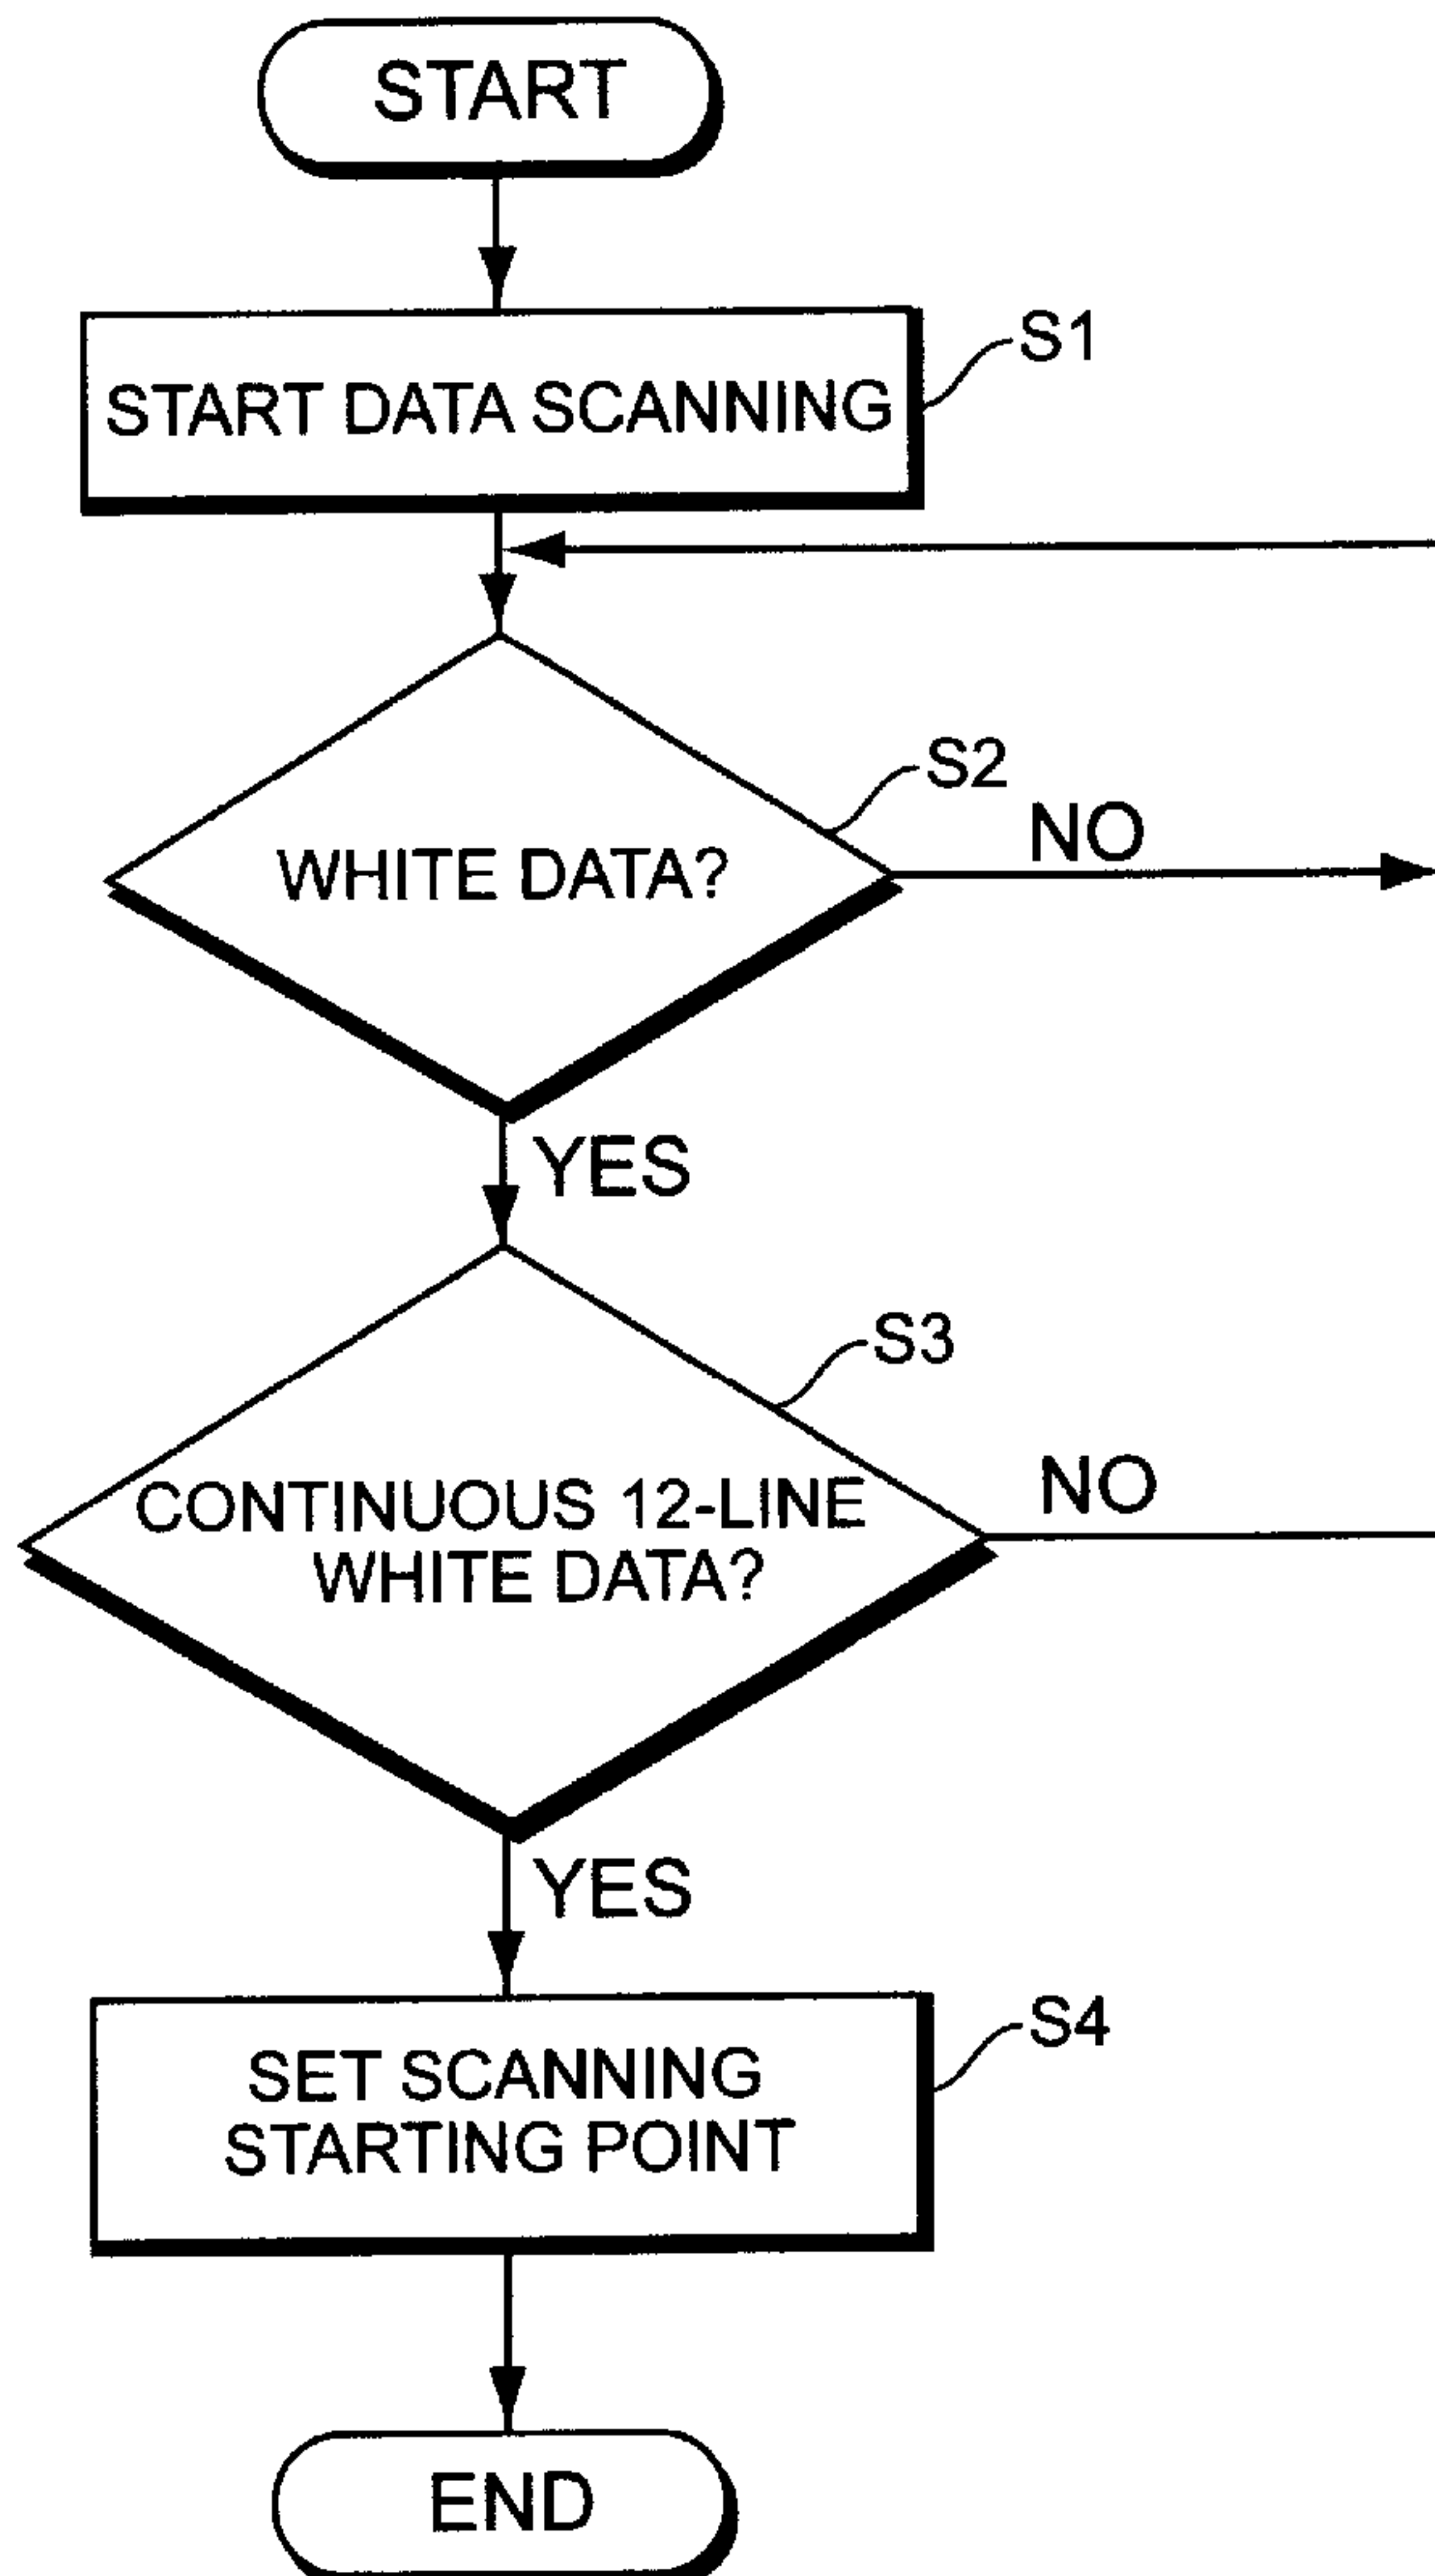 START
START DATA SCANNING
S1
WHITE DATA?
S2
NO
YES
CONTINUOUS 12-LINE
WHITE DATA?
S3
NO
YES
SET SCANNING
STARTING POINT
S4
END